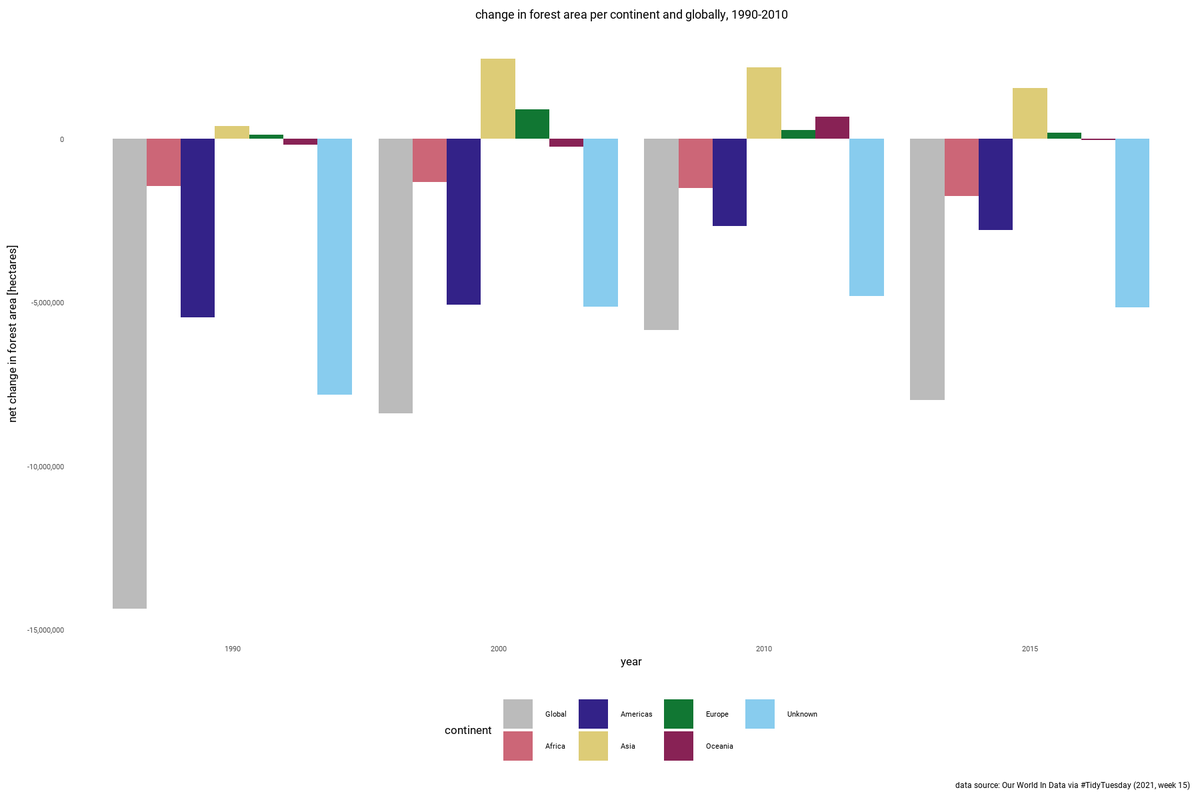 change in forest area per continent and globally, 1990-2010
net change in forest area [hectares]
0
-5,000,000
-10,000,000
-15,000,000
1990
2000
2010
2015
year
continent
Global
Americas
Europe
Unknown
Africa
Asia
Oceania
data source: Our World In Data via #TidyTuesday (2021, week 15)